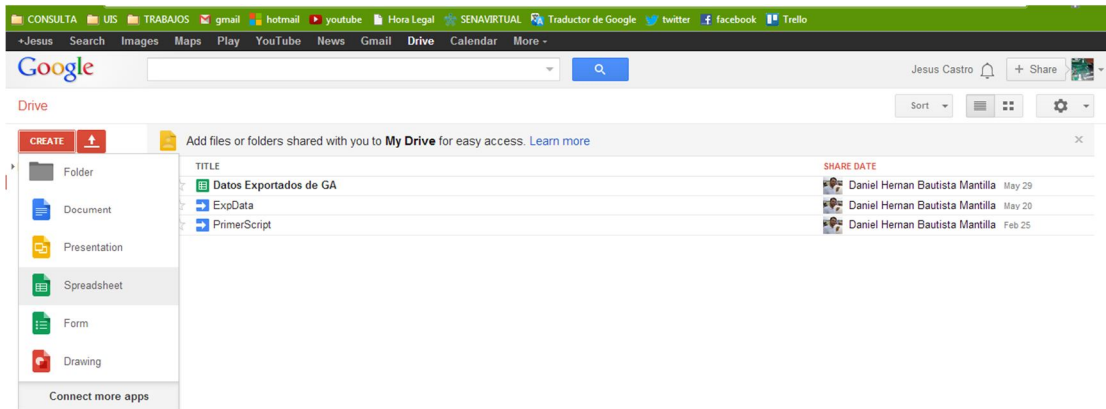 CONSULTA UIS TRABAJOS gmail hotmail youtube Hora Legal SENAVIRTUAL Traductor de Google twitter facebook Trello
+Jesus Search Images Maps Play YouTube News Gmail Drive Calendar More
Google Jesus Castro + Share
Drive Sort
CREATE Add files or folders shared with you to My Drive for easy access. Learn more ×
Folder
TITLE SHARE DATE
Datos Exportados de GA Daniel Hernan Bautista Mantilla May 29
Document
ExpData Daniel Hernan Bautista Mantilla May 20
PrimerScript Daniel Hernan Bautista Mantilla Feb 25
Presentation
Spreadsheet
Form
Drawing
Connect more apps